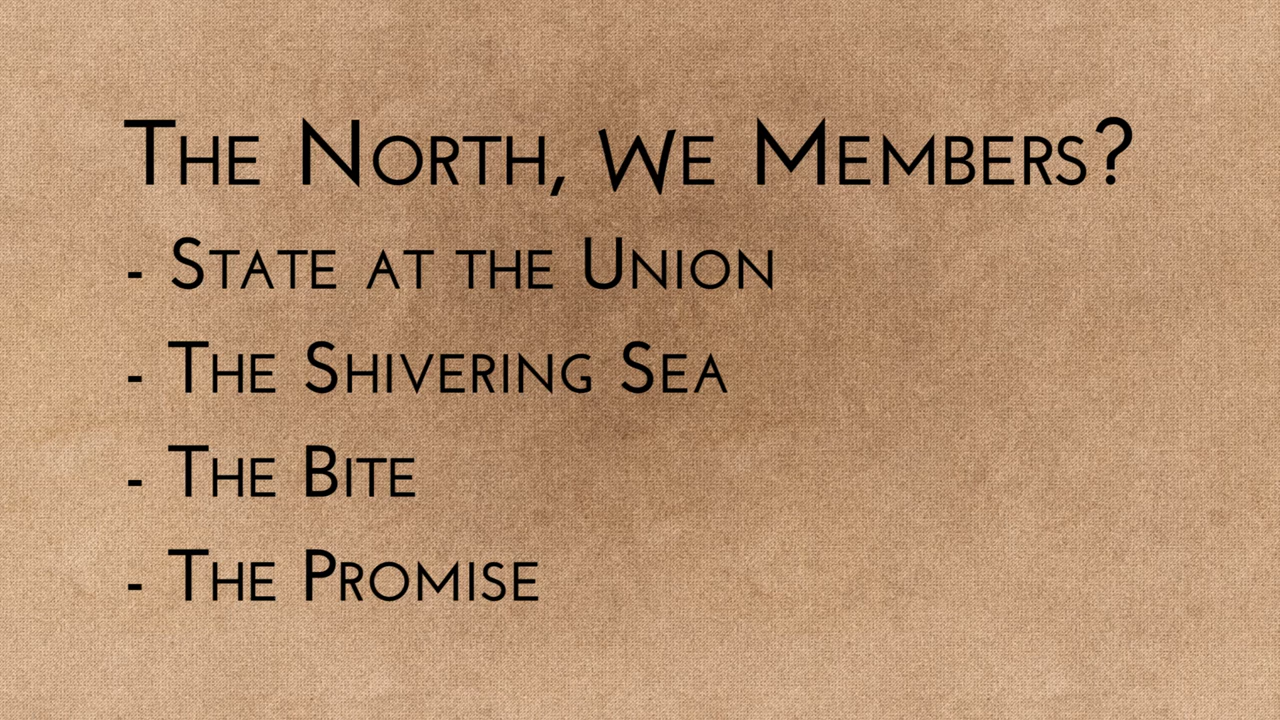 The North, We Members?
- State at the Union
- The Shivering Sea
- The Bite
- The Promise